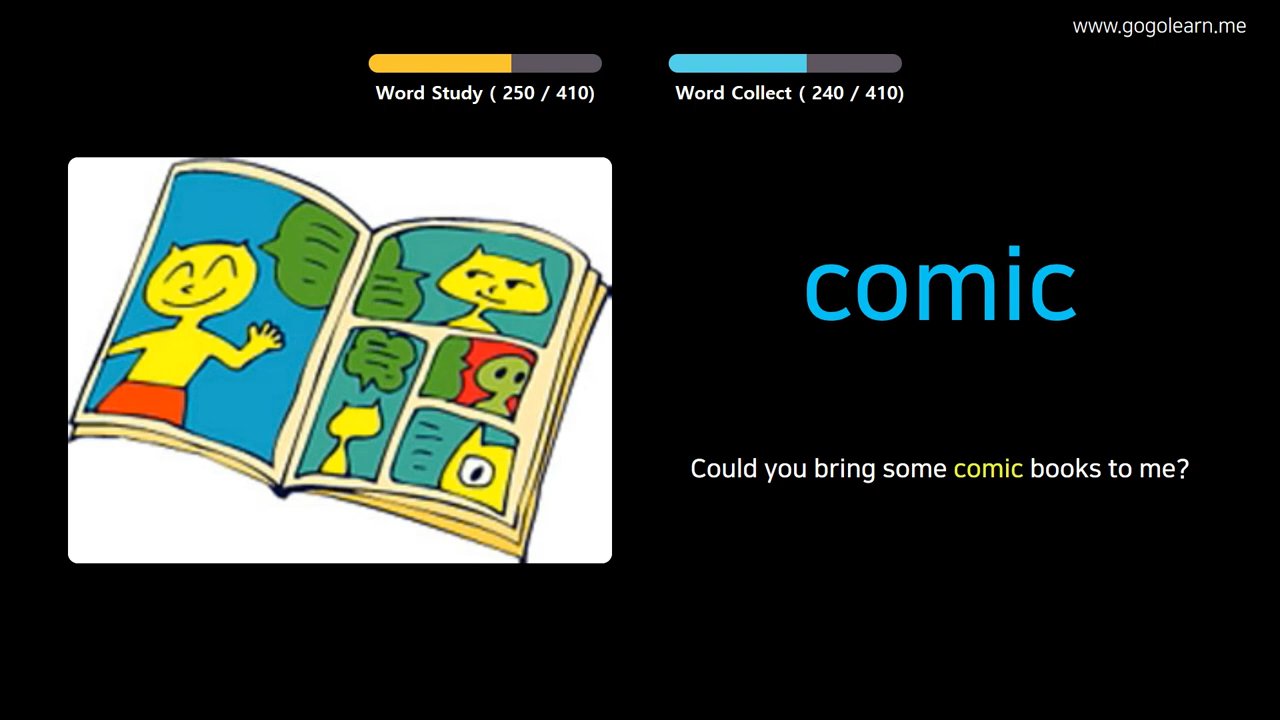 www.gogolearn.me
Word Study ( 250 / 410)
Word Collect ( 240 / 410)
comic
Could you bring some comic books to me?